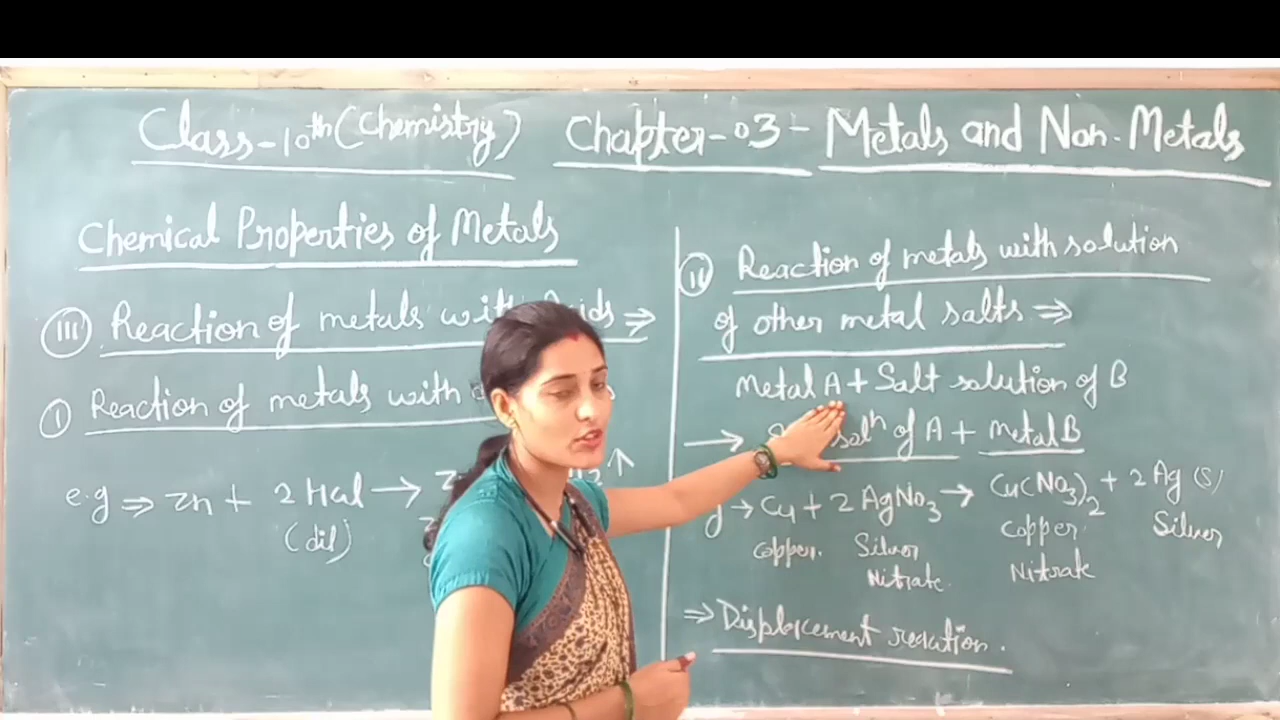 Class-10th (Chemistry) Chapter-03- Metals and Non-Metals
Chemical Properties of Metals
(III) Reaction of metals with Acids ⇒
(I) Reaction of metals with
e.g ⇒ Zn + 2 HCl →
(dil)
(IV) Reaction of metals with solution
of other metal salts ⇒
Metal A + Salt solution of B
→ solⁿ of A + Metal B
g → Cu + 2 AgNO3 → Cu(NO3)2 + 2 Ag (s)
Copper. Silver Nitrate Copper Nitrate Silver
⇒ Displacement reaction.